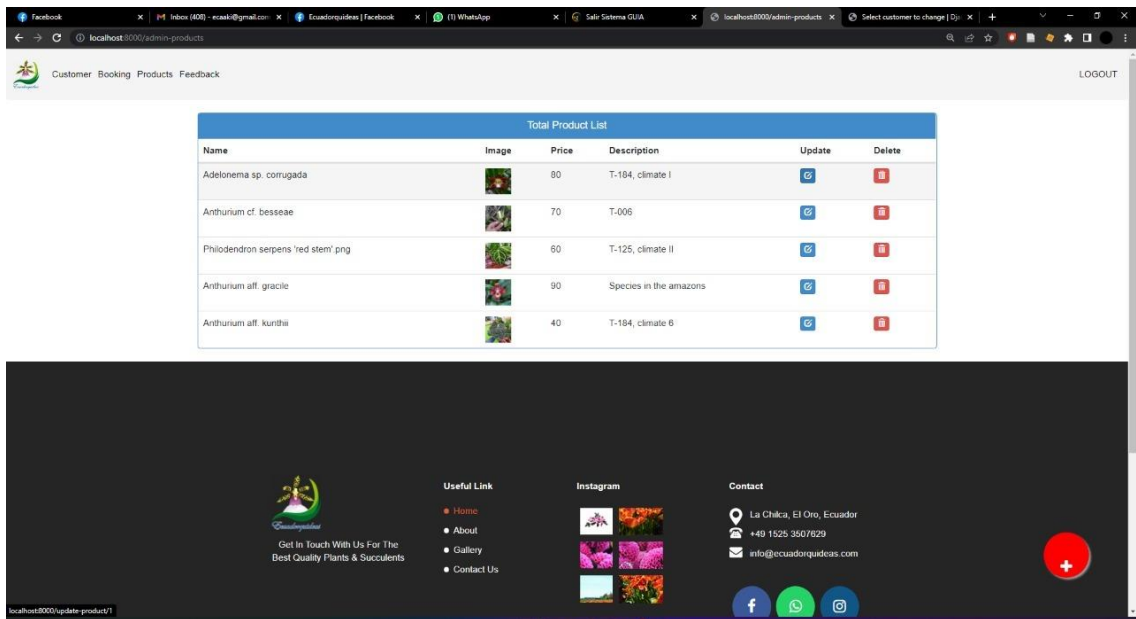 Facebook
Inbox (408) - ecaaki@gmail.com
Ecuadorquideas | Facebook
(1) WhatsApp
Salir Sistema GUIA
localhost:8000/admin-products
Select customer to change | Dj
localhost:8000/admin-products
Customer Booking Products Feedback
LOGOUT
Total Product List
Name Image Price Description Update Delete
Adelonema sp. corrugada 80 T-184, climate I
Anthurium cf. besseae 70 T-006
Philodendron serpens 'red stem'.png 60 T-125, climate II
Anthurium aff. gracile 90 Species in the amazons
Anthurium aff. kunthii 40 T-184, climate 6
Ecuadorquideas
Get In Touch With Us For The
Best Quality Plants & Succulents
Useful Link
Home
About
Gallery
Contact Us
Instagram
Contact
La Chilca, El Oro, Ecuador
+49 1525 3507629
info@ecuadorquideas.com
localhost:8000/update-product/1